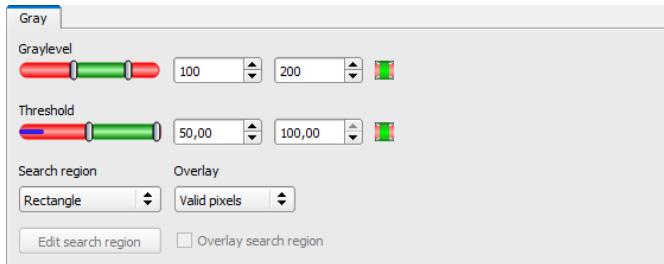 Gray
Graylevel
100 200
Threshold
50,00 100,00
Search region Overlay
Rectangle Valid pixels
Edit search region Overlay search region